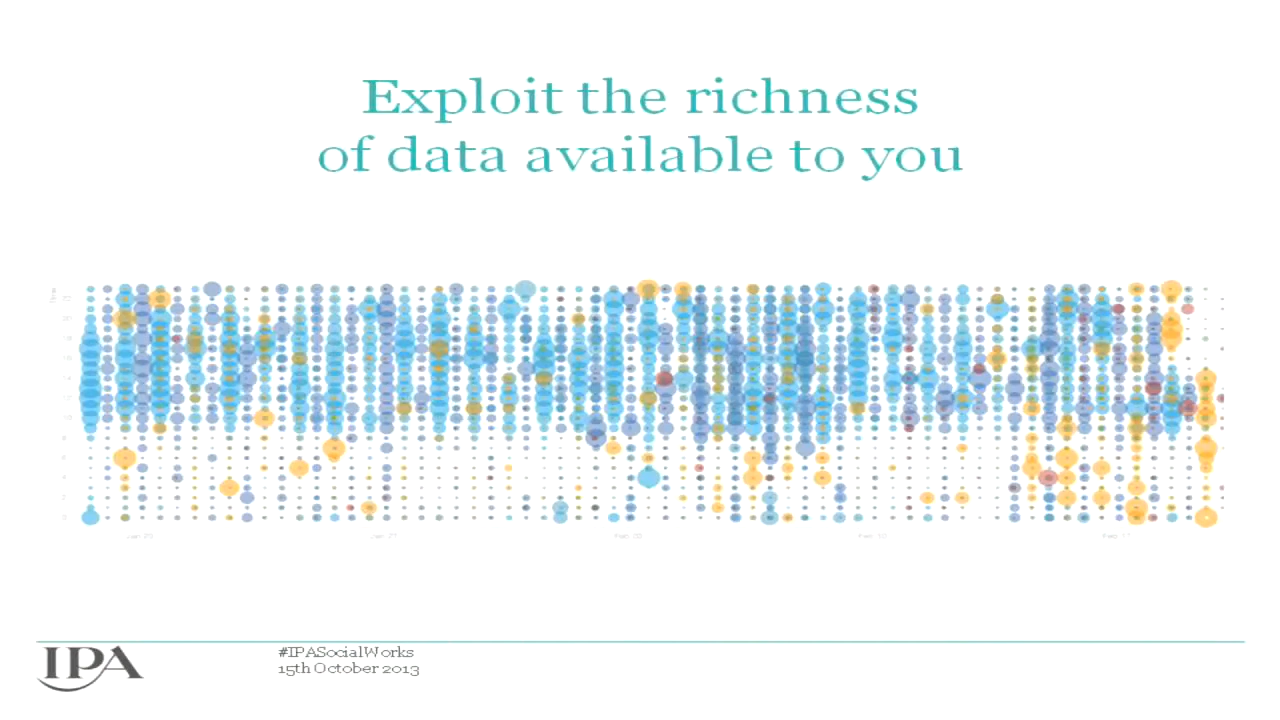 Exploit the richness
of data available to you
IPA
#IPASocialWorks
15th October 2013